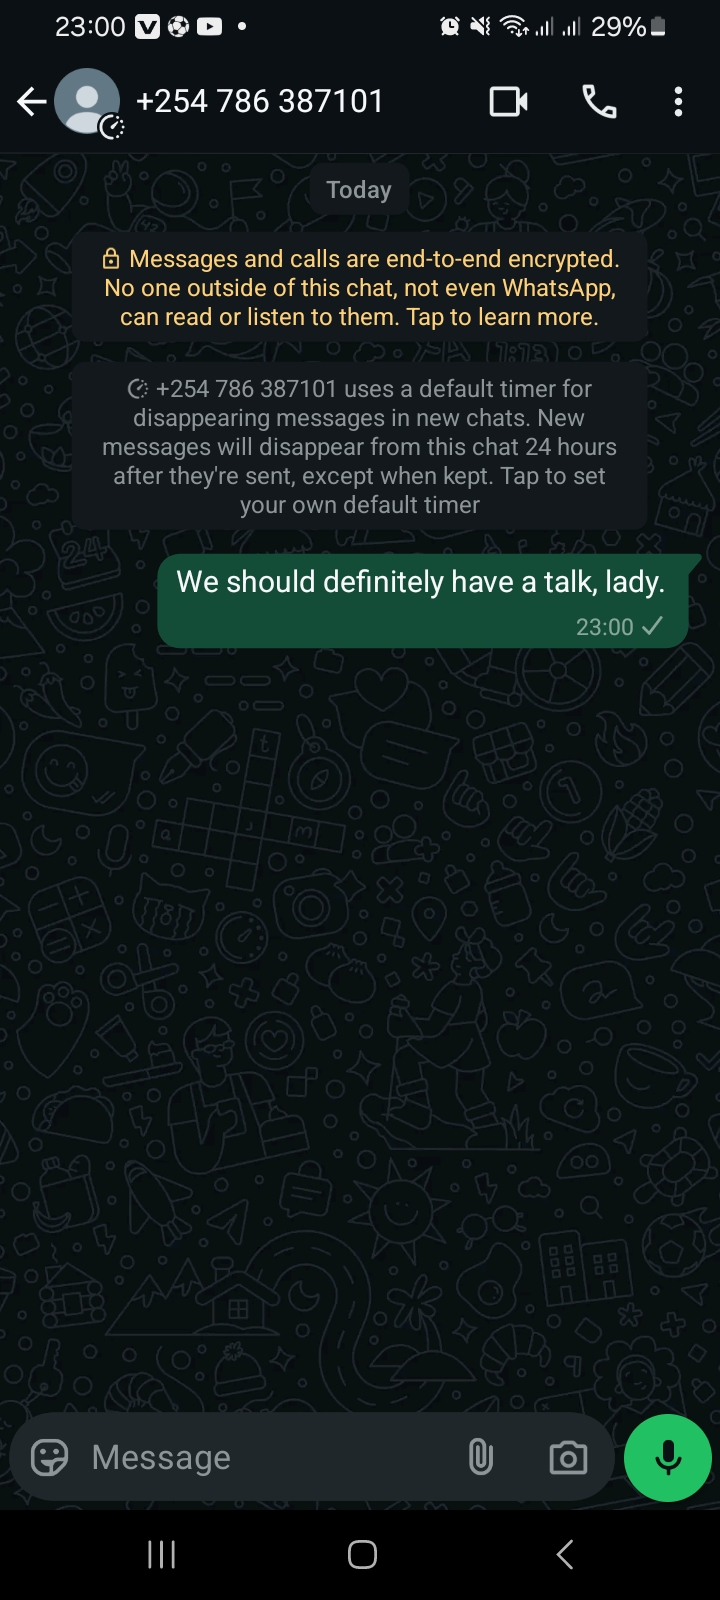 23:00
29%
+254 786 387101
Today
Messages and calls are end-to-end encrypted.
No one outside of this chat, not even WhatsApp,
can read or listen to them. Tap to learn more.
+254 786 387101 uses a default timer for
disappearing messages in new chats. New
messages will disappear from this chat 24 hours
after they're sent, except when kept. Tap to set
your own default timer
We should definitely have a talk, lady.
23:00
Message